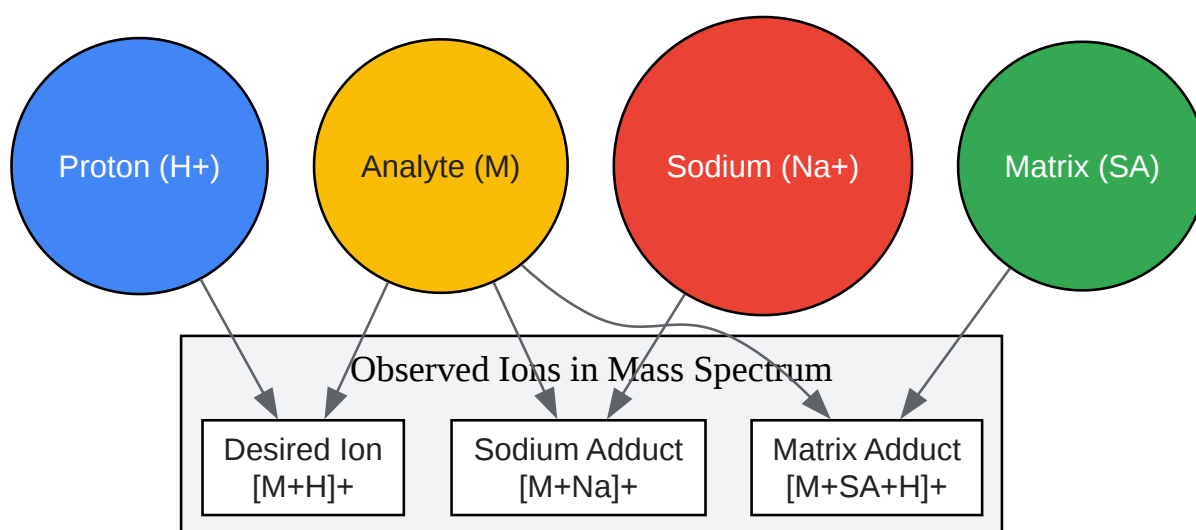 Proton (H+)
Analyte (M)
Sodium (Na+)
Matrix (SA)
Observed Ions in Mass Spectrum
Desired Ion
[M+H]+
Sodium Adduct
[M+Na]+
Matrix Adduct
[M+SA+H]+